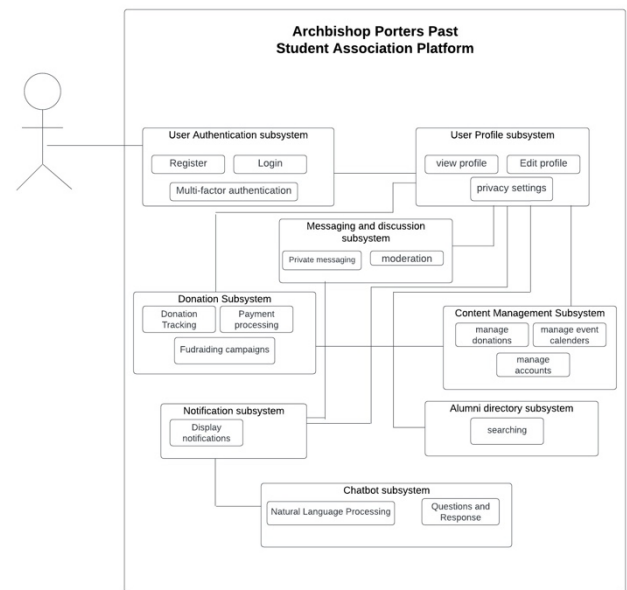 Archbishop Porters Past
Student Association Platform
User Authentication subsystem
Register
Login
Multi-factor authentication
User Profile subsystem
view profile
Edit profile
privacy settings
Messaging and discussion
subsystem
Private messaging
moderation
Donation Subsystem
Donation
Tracking
Payment
processing
Fudraiding campaigns
Content Management Subsystem
manage
donations
manage event
calenders
manage
accounts
Notification subsystem
Display
notifications
Alumni directory subsystem
searching
Chatbot subsystem
Natural Language Processing
Questions and
Response